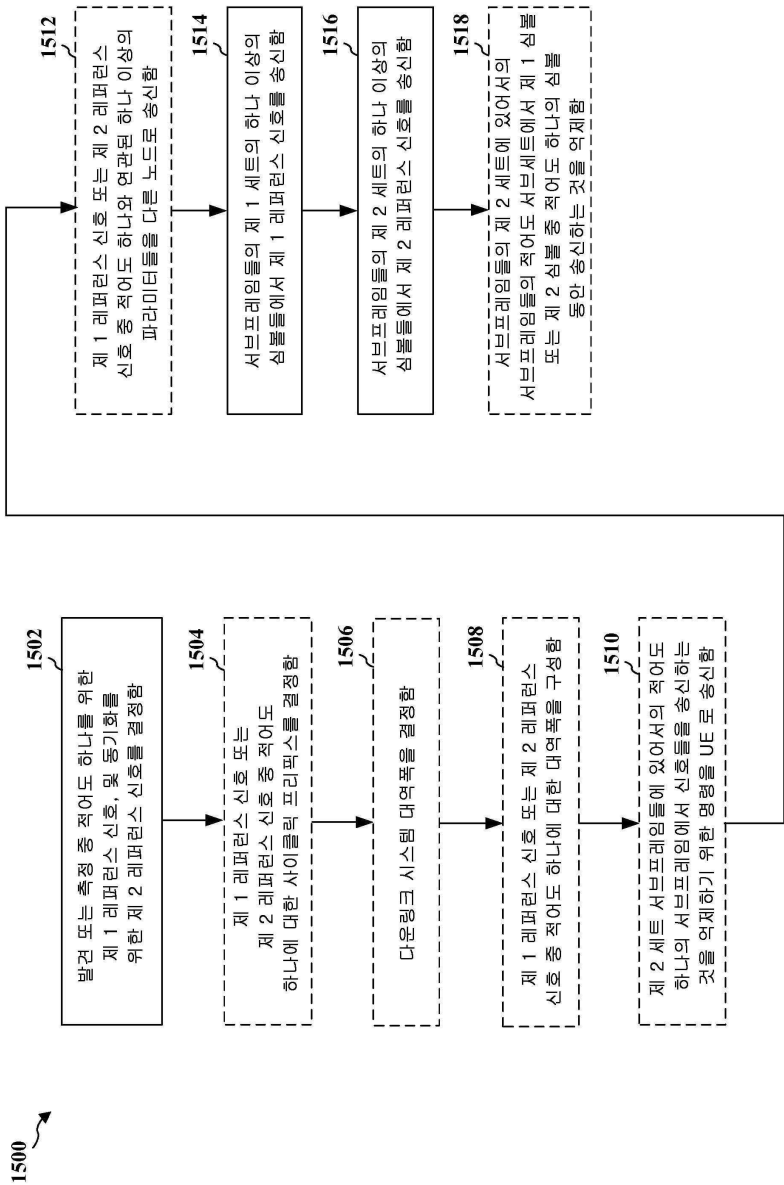 1500
1502
발견 또는 측정 중 적어도 하나를 위한
제 1 레퍼런스 신호, 및 동기화를
위한 제 2 레퍼런스 신호를 결정함
1504
제 1 레퍼런스 신호 또는
제 2 레퍼런스 신호 중 적어도
하나에 대한 사이클릭 프리픽스를 결정함
1506
다운링크 시스템 대역폭을 결정함
1508
제 1 레퍼런스 신호 또는 제 2 레퍼런스
신호 중 적어도 하나에 대한 대역폭을 구성함
1510
제 2 세트 서브프레임들에 있어서의 적어도
하나의 서브프레임에서 신호들을 송신하는
것을 억제하기 위한 명령을 UE 로 송신함
1512
제 1 레퍼런스 신호 또는 제 2 레퍼런스
신호 중 적어도 하나와 연관된 하나 이상의
파라미터들을 다른 노드로 송신함
1514
서브프레임들의 제 1 세트의 하나 이상의
심볼들에서 제 1 레퍼런스 신호를 송신함
1516
서브프레임들의 제 2 세트의 하나 이상의
심볼들에서 제 2 레퍼런스 신호를 송신함
1518
서브프레임들의 제 2 세트에 있어서의
서브프레임들의 적어도 서브세트에서 제 1 심볼
또는 제 2 심볼 중 적어도 하나의 심볼
동안 송신하는 것을 억제함